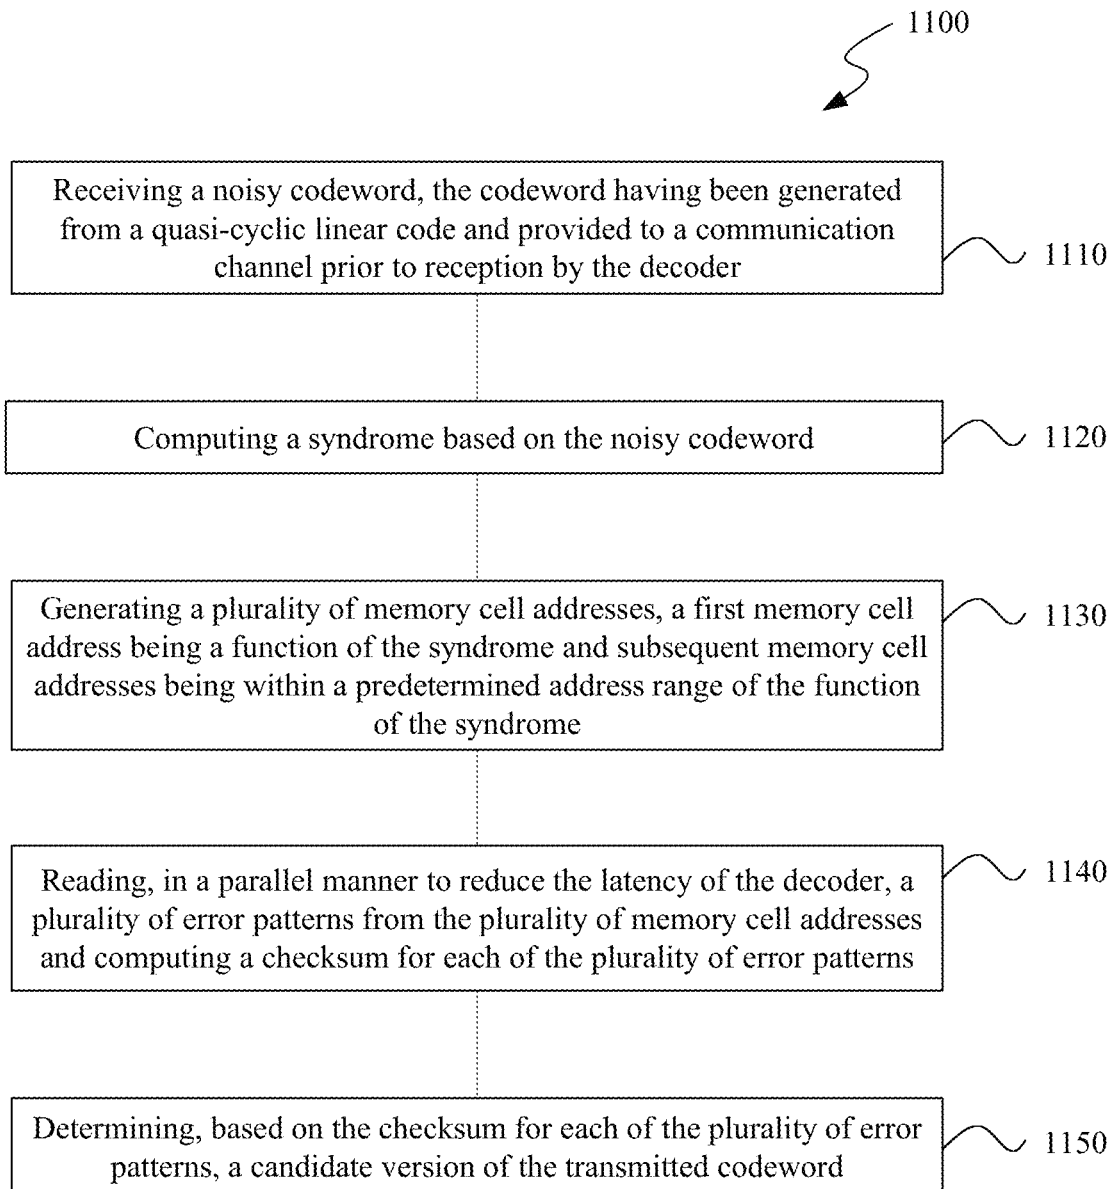 1100
Receiving a noisy codeword, the codeword having been generated
from a quasi-cyclic linear code and provided to a communication
channel prior to reception by the decoder
1110
Computing a syndrome based on the noisy codeword
1120
Generating a plurality of memory cell addresses, a first memory cell
address being a function of the syndrome and subsequent memory cell
addresses being within a predetermined address range of the function
of the syndrome
1130
Reading, in a parallel manner to reduce the latency of the decoder, a
plurality of error patterns from the plurality of memory cell addresses
and computing a checksum for each of the plurality of error patterns
1140
Determining, based on the checksum for each of the plurality of error
patterns, a candidate version of the transmitted codeword
1150